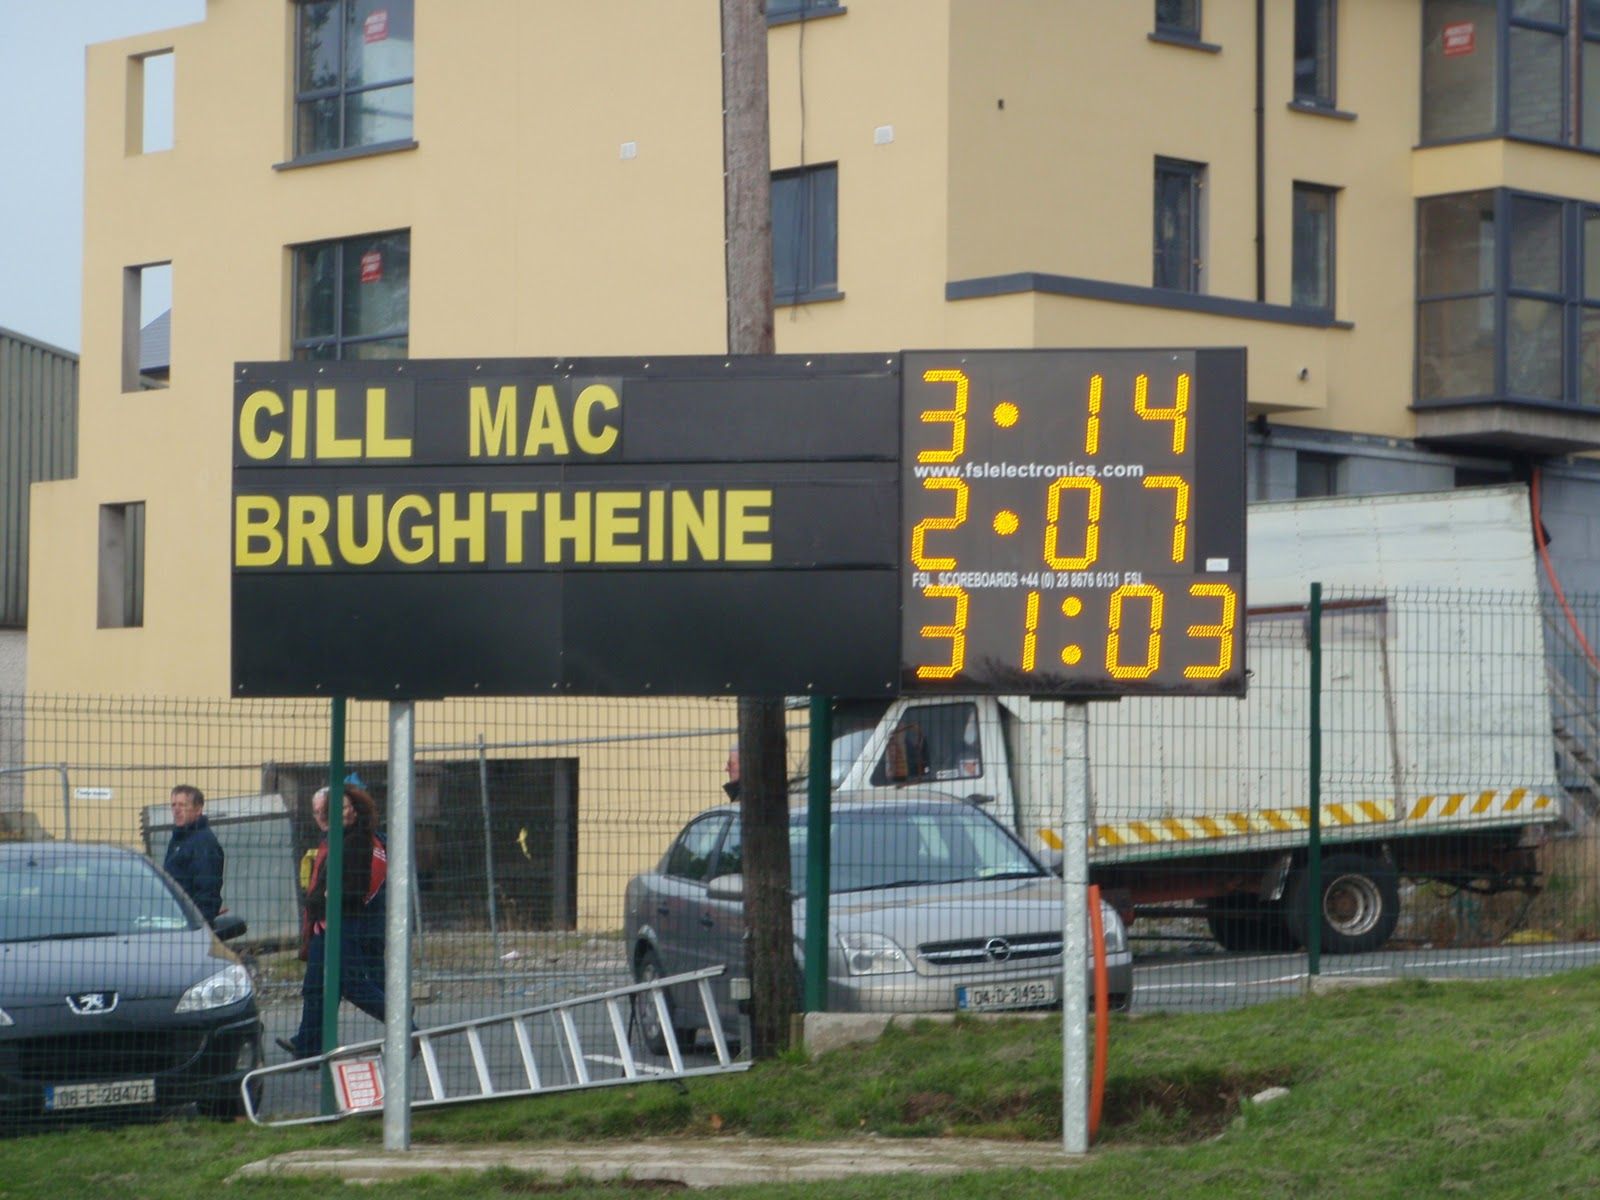 CILL MAC 3·14
www.fslelectronics.com
BRUGHTHEINE 2·07
FSL SCOREBOARDS +44 (0) 28 8676 6131 FSL
31:03
04-D-31493
08-C-28473